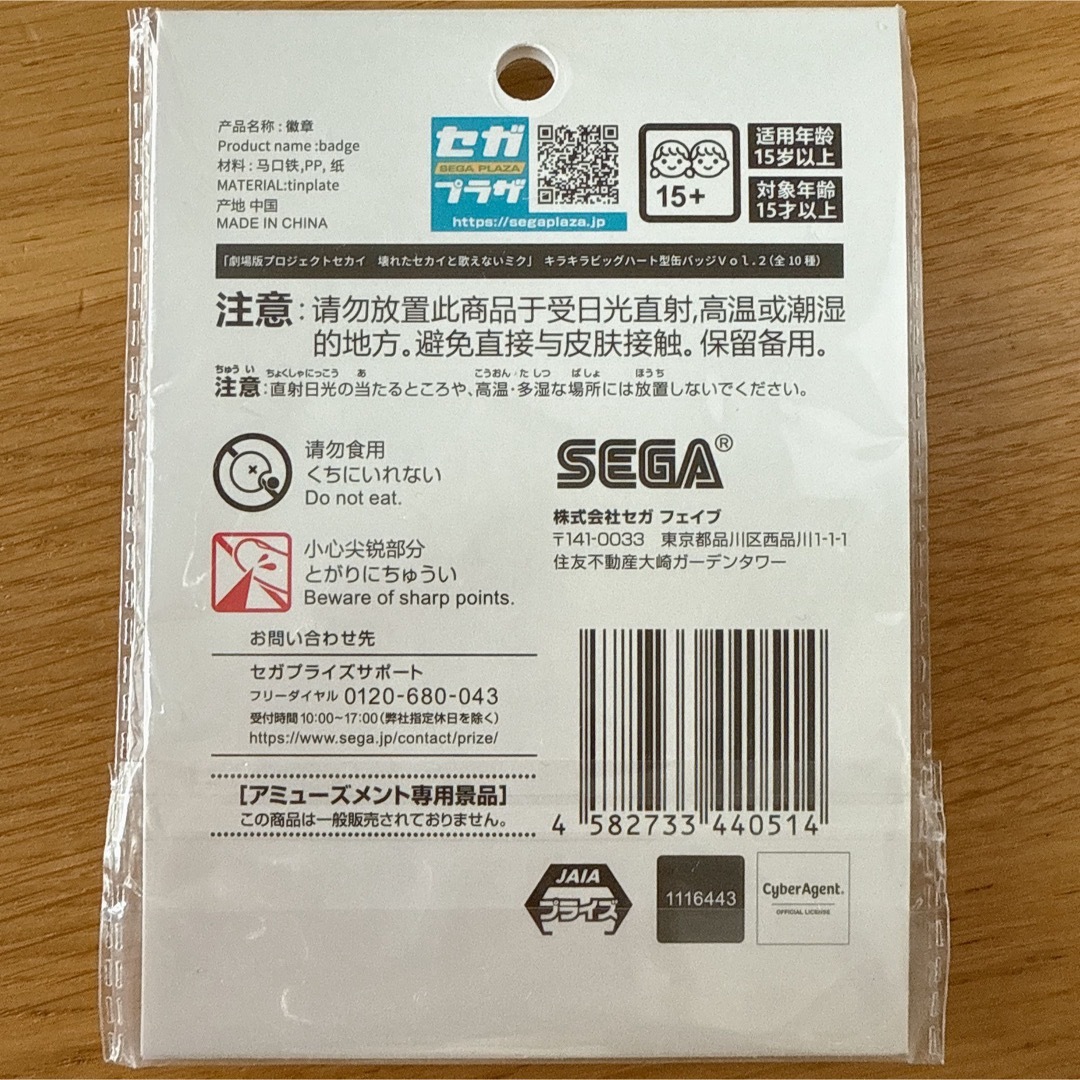 产品名称:徽章
Product name :badge
材料:马口铁,PP,纸
MATERIAL:tinplate
产地 中国
MADE IN CHINA
セガ
SEGA PLAZA
プラザ
https://segaplaza.jp
15+
适用年龄
15岁以上
対象年齢
15才以上
「劇場版プロジェクトセカイ 壊れたセカイと歌えないミク」 キラキラビッグハート型缶バッジVol.2(全10種)
注意:请勿放置此商品于受日光直射,高温或潮湿
的地方。避免直接与皮肤接触。保留备用。
ちゅうい ちょくしゃにっこう あ こうおん・たしつ ばしょ ほうち
注意:直射日光の当たるところや、高温・多湿な場所には放置しないでください。
请勿食用
くちにいれない
Do not eat.
小心尖锐部分
とがりにちゅうい
Beware of sharp points.
SEGA®
株式会社セガ フェイブ
〒141-0033 東京都品川区西品川1-1-1
住友不動産大崎ガーデンタワー
お問い合わせ先
セガプライズサポート
フリーダイヤル 0120-680-043
受付時間 10:00~17:00(弊社指定休日を除く)
https://www.sega.jp/contact/prize/
[アミューズメント専用景品]
この商品は一般販売されておりません。
4 582733 440514
JAIA
プライズ
1116443
CyberAgent.
OFFICIAL LICENSE